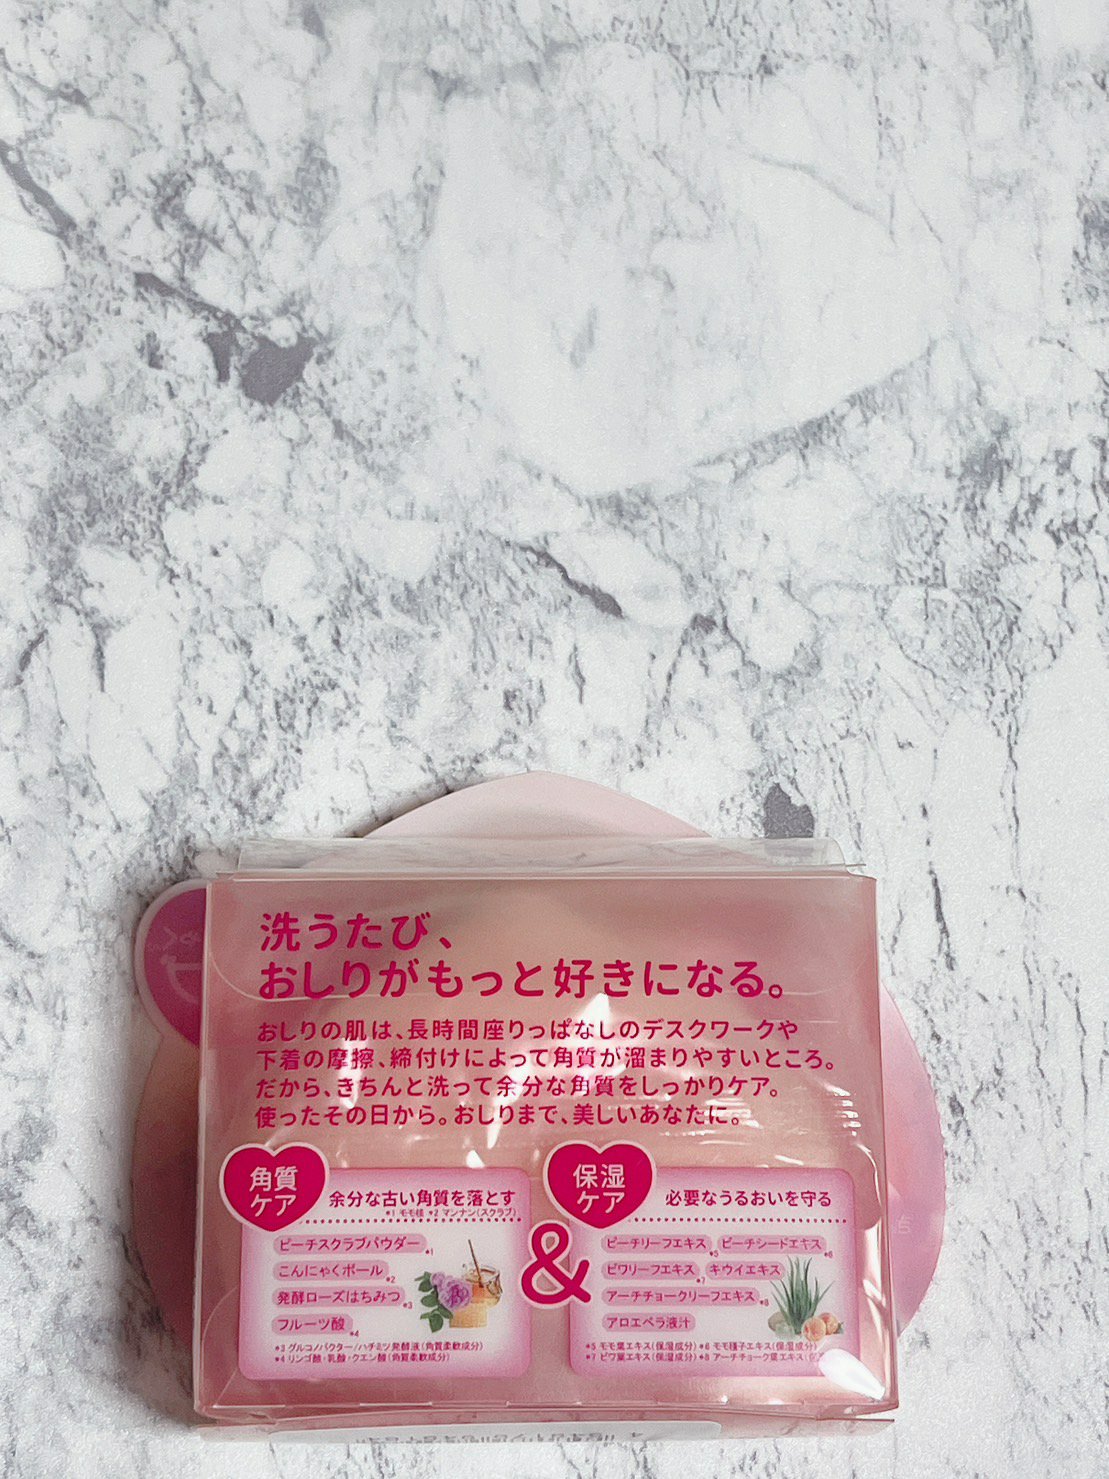 洗うたび、
おしりがもっと好きになる。
おしりの肌は、長時間座りっぱなしのデスクワークや
下着の摩擦、締付けによって角質が溜まりやすいところ。
だから、きちんと洗って余分な角質をしっかりケア。
使ったその日から。おしりまで、美しいあなたに。
角質
ケア
余分な古い角質を落とす
*1 モモ核 *2 マンナン(スクラブ)
ピーチスクラブパウダー*1
こんにゃくボール*2
発酵ローズはちみつ*3
フルーツ酸*4
*3 グルコノバクター/ハチミツ発酵液(角質柔軟成分)
*4 リンゴ酸・乳酸・クエン酸(角質柔軟成分)
&
保湿
ケア
必要なうるおいを守る
ピーチリーフエキス*5 ピーチシードエキス*6
ビワリーフエキス*7 キウイエキス
アーチチョークリーフエキス*8
アロエベラ液汁
*5 モモ葉エキス(保湿成分) *6 モモ種子エキス(保湿成分)
*7 ビワ葉エキス(保湿成分) *8 アーチチョーク葉エキス